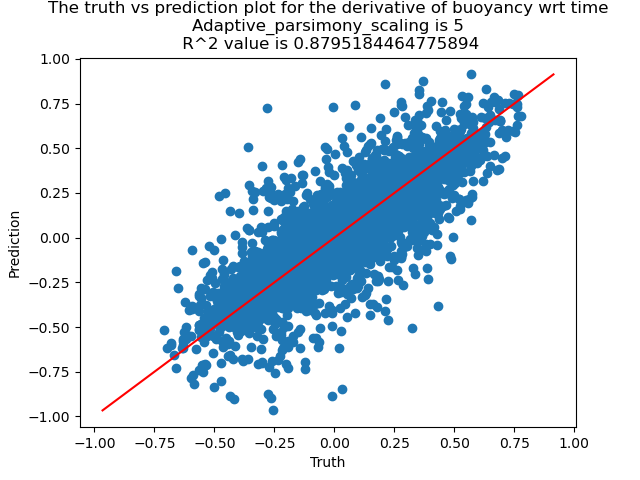 The truth vs prediction plot for the derivative of buoyancy wrt time
Adaptive_parsimony_scaling is 5
R^2 value is 0.8795184464775894
1.00
0.75
0.50
0.25
0.00
−0.25
−0.50
−0.75
−1.00
Prediction
−1.00 −0.75 −0.50 −0.25 0.00 0.25 0.50 0.75 1.00
Truth